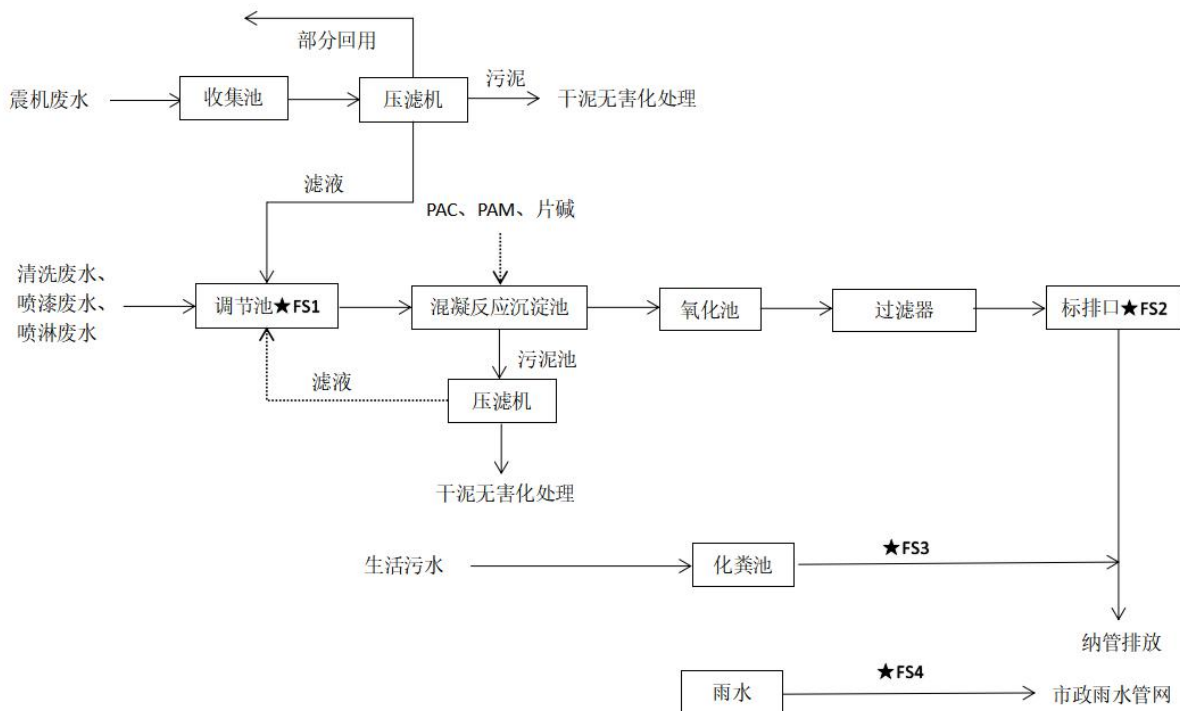 部分回用
污泥
震机废水
收集池
压滤机
干泥无害化处理
滤液
PAC、PAM、片碱
清洗废水、
喷漆废水、
喷淋废水
调节池★FS1
混凝反应沉淀池
氧化池
过滤器
标排口★FS2
污泥池
滤液
压滤机
干泥无害化处理
生活污水
化粪池
★FS3
纳管排放
雨水
★FS4
市政雨水管网